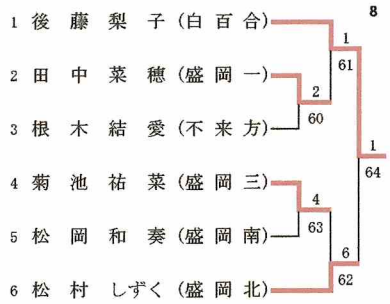 8
1 後藤梨子(白百合)
2 田中菜穂(盛岡一)
3 根木結愛(不来方)
4 菊池祐菜(盛岡三)
5 松岡和奏(盛岡南)
6 松村しずく(盛岡北)
1
61
2
60
1
64
4
63
6
62